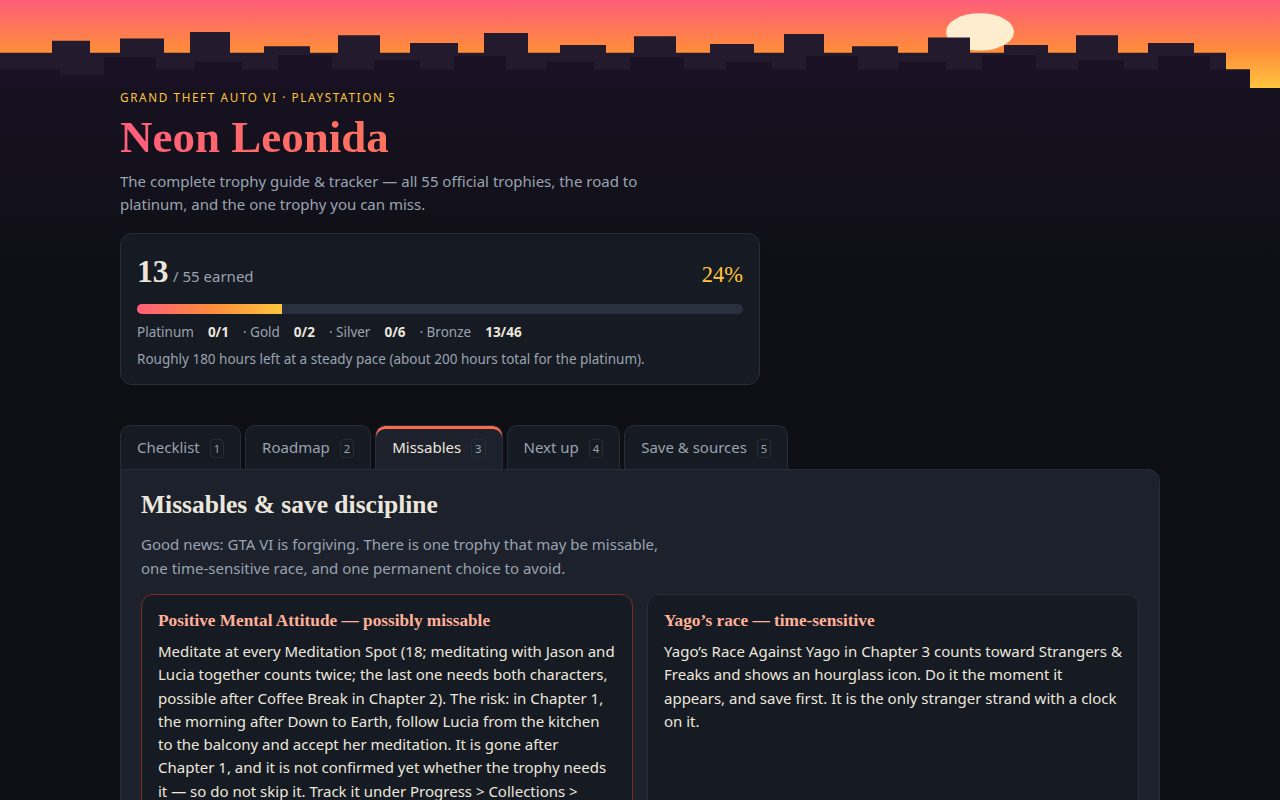 GRAND THEFT AUTO VI · PLAYSTATION 5
Neon Leonida
The complete trophy guide & tracker — all 55 official trophies, the road to
platinum, and the one trophy you can miss.
13 / 55 earned 24%
Platinum 0/1 · Gold 0/2 · Silver 0/6 · Bronze 13/46
Roughly 180 hours left at a steady pace (about 200 hours total for the platinum).
Checklist 1 Roadmap 2 Missables 3 Next up 4 Save & sources 5
Missables & save discipline
Good news: GTA VI is forgiving. There is one trophy that may be missable,
one time-sensitive race, and one permanent choice to avoid.
Positive Mental Attitude — possibly missable
Meditate at every Meditation Spot (18; meditating with Jason and
Lucia together counts twice; the last one needs both characters,
possible after Coffee Break in Chapter 2). The risk: in Chapter 1,
the morning after Down to Earth, follow Lucia from the kitchen
to the balcony and accept her meditation. It is gone after
Chapter 1, and it is not confirmed yet whether the trophy needs
it — so do not skip it. Track it under Progress > Collections >
Yago’s race — time-sensitive
Yago’s Race Against Yago in Chapter 3 counts toward Strangers &
Freaks and shows an hourglass icon. Do it the moment it
appears, and save first. It is the only stranger strand with a clock
on it.